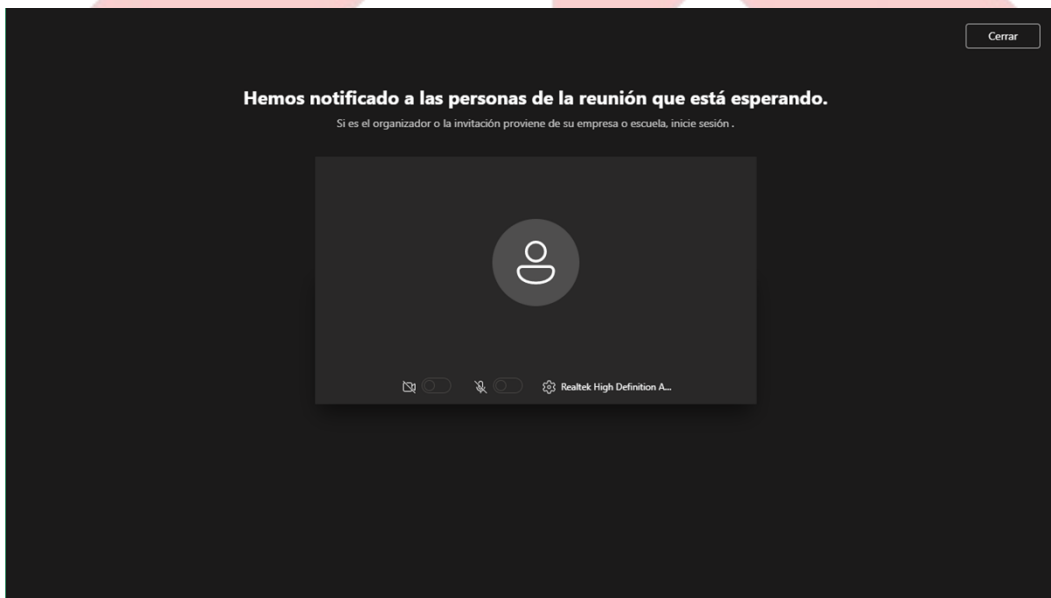 Cerrar
Hemos notificado a las personas de la reunión que está esperando.
Si es el organizador o la invitación proviene de su empresa o escuela, inicie sesión .
Realtek High Definition A...